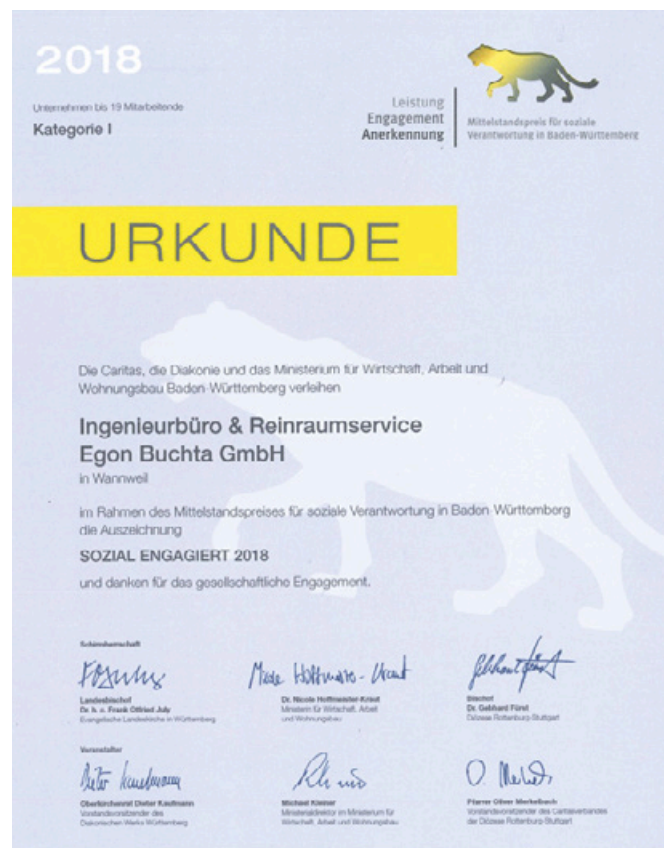 2018
Unternehmen bis 19 Mitarbeitende
Kategorie I
Leistung
Engagement
Anerkennung
Mittelstandspreis für soziale
Verantwortung in Baden-Württemberg
URKUNDE
Die Caritas, die Diakonie und das Ministerium für Wirtschaft, Arbeit und
Wohnungsbau Baden-Württemberg verleihen
Ingenieurbüro & Reinraumservice
Egon Buchta GmbH
in Wannweil
im Rahmen des Mittelstandspreises für soziale Verantwortung in Baden-Württemberg
die Auszeichnung
SOZIAL ENGAGIERT 2018
und danken für das gesellschaftliche Engagement.
Schirmherrschaft
Landesbischof
Dr. h. c. Frank Otfried July
Evangelische Landeskirche in Württemberg
Dr. Nicole Hoffmeister-Kraut
Ministerin für Wirtschaft, Arbeit
und Wohnungsbau
Bischof
Dr. Gebhard Fürst
Diözese Rottenburg-Stuttgart
Veranstalter
Oberkirchenrat Dieter Kaufmann
Vorstandsvorsitzender des
Diakonischen Werks Württemberg
Michael Kleiner
Ministerialdirektor im Ministerium für
Wirtschaft, Arbeit und Wohnungsbau
Pfarrer Oliver Merkelbach
Vorstandsvorsitzender des Caritasverbandes
der Diözese Rottenburg-Stuttgart